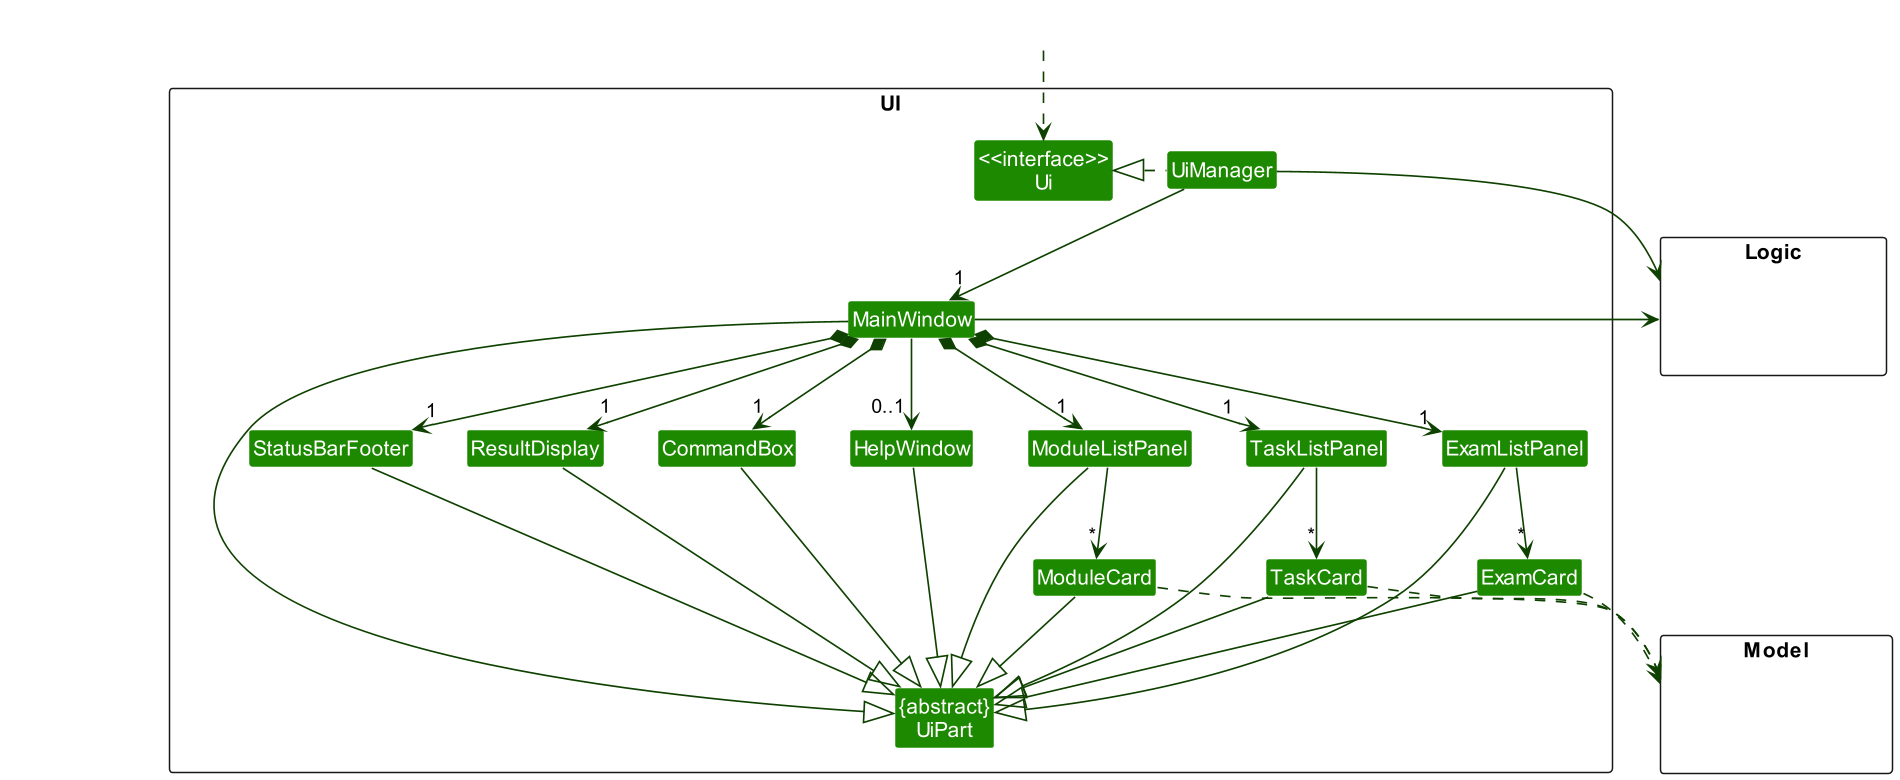 UI
<<interface>>
Ui
UiManager
Logic
1
MainWindow
1
1
1
0..1
1
1
1
StatusBarFooter
ResultDisplay
CommandBox
HelpWindow
ModuleListPanel
TaskListPanel
ExamListPanel
*
*
*
ModuleCard
TaskCard
ExamCard
Model
{abstract}
UiPart